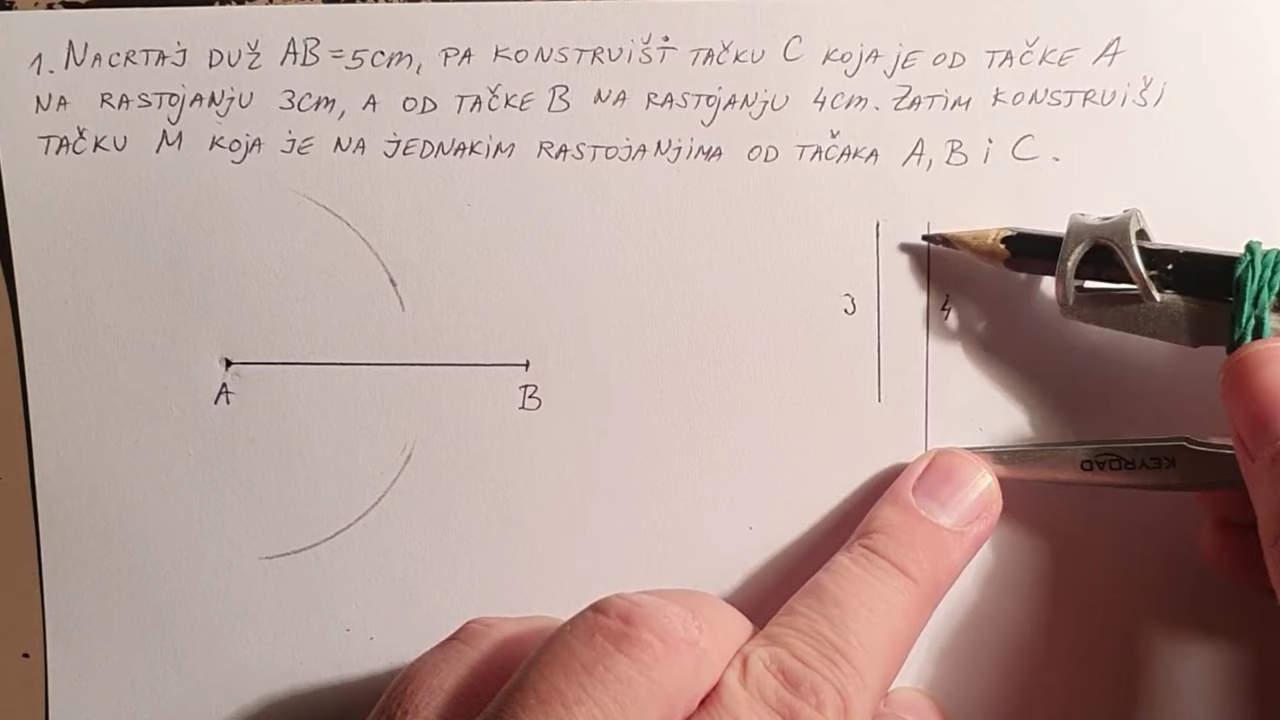 1. NACRTAJ DUŽ AB=5cm, PA KONSTRUIŠI TAČKU C KOJA JE OD TAČKE A
NA RASTOJANJU 3cm, A OD TAČKE B NA RASTOJANJU 4cm. ZATIM KONSTRUIŠI
TAČKU M KOJA JE NA JEDNAKIM RASTOJANJIMA OD TAČAKA A, B i C.
3
4
A
B
KEYROAD